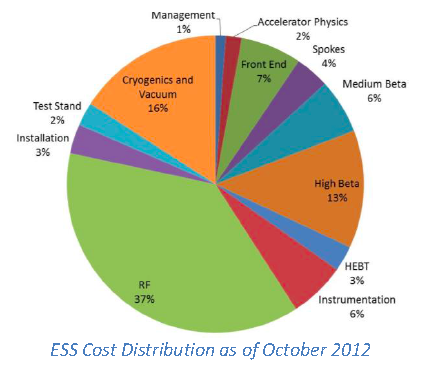 Management
1%
Accelerator Physics
2%
Front End
7%
Spokes
4%
Medium Beta
6%
High Beta
13%
HEBT
3%
Instrumentation
6%
RF
37%
Installation
3%
Test Stand
2%
Cryogenics and
Vacuum
16%
ESS Cost Distribution as of October 2012